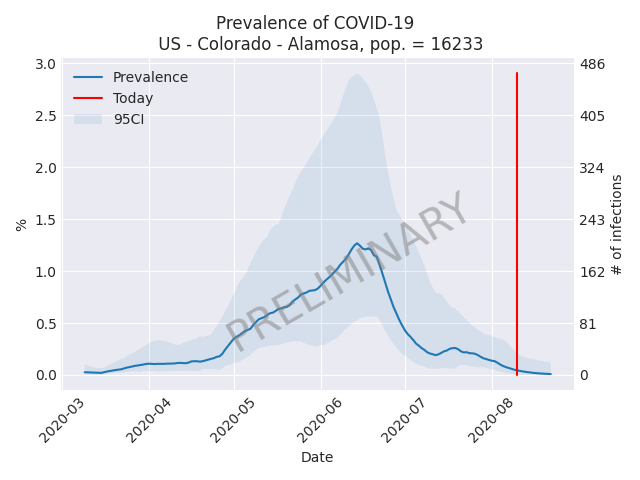 Prevalence of COVID-19
US - Colorado - Alamosa, pop. = 16233
Prevalence
Today
95CI
3.0
2.5
2.0
1.5
1.0
0.5
0.0
%
486
405
324
243
162
81
0
# of infections
PRELIMINARY
2020-03
2020-04
2020-05
2020-06
2020-07
2020-08
Date